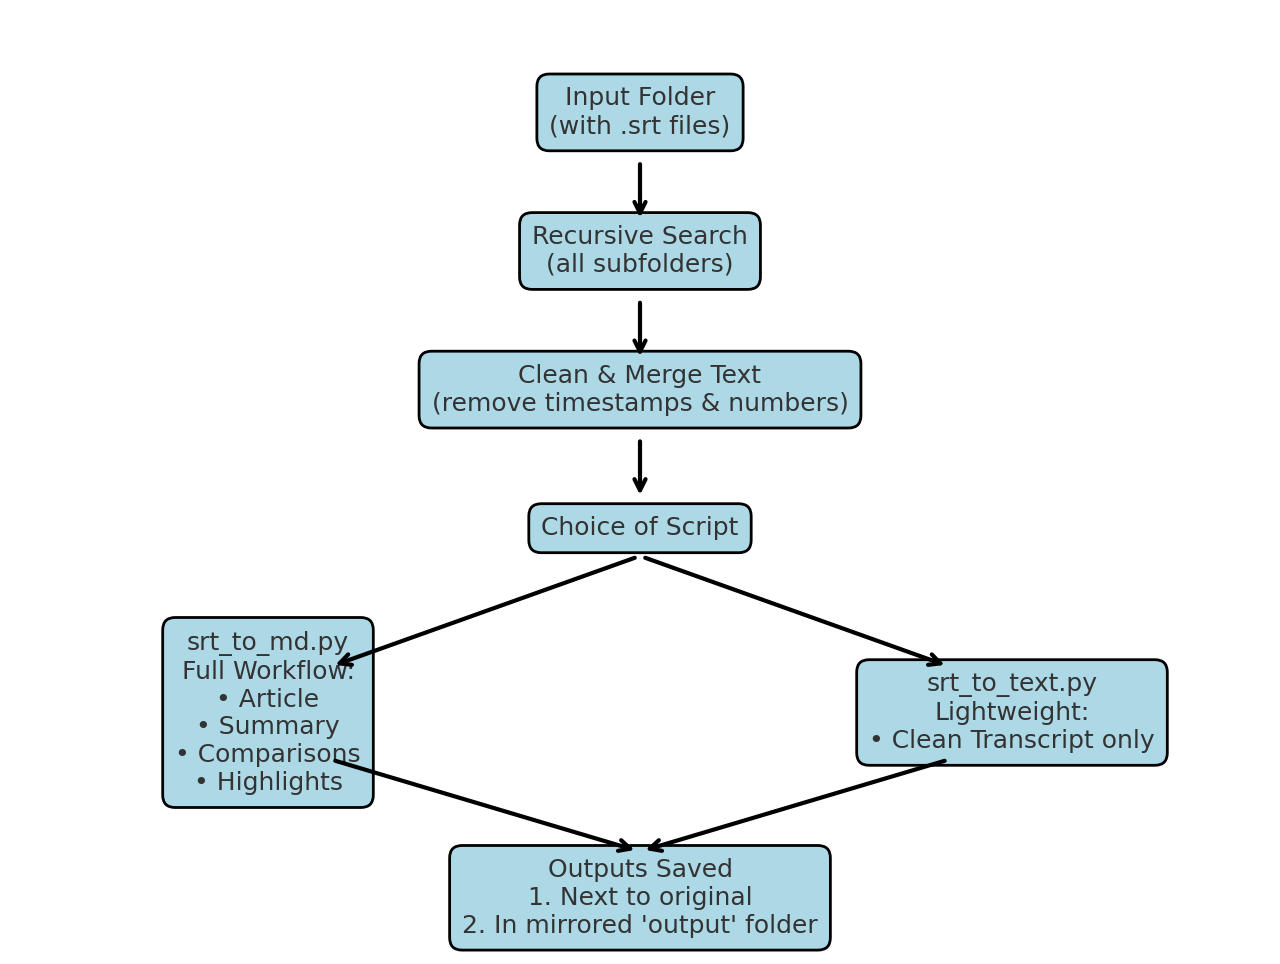 Input Folder
(with .srt files)
Recursive Search
(all subfolders)
Clean & Merge Text
(remove timestamps & numbers)
Choice of Script
srt_to_md.py
Full Workflow:
• Article
• Summary
• Comparisons
• Highlights
srt_to_text.py
Lightweight:
• Clean Transcript only
Outputs Saved
1. Next to original
2. In mirrored 'output' folder